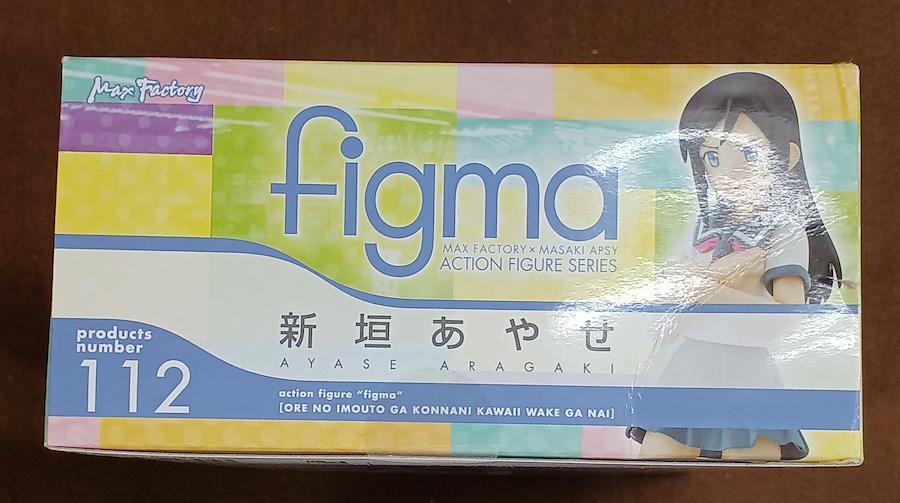 Max Factory
figma
MAX FACTORY × MASAKI APSY
ACTION FIGURE SERIES
新垣あやせ
AYASE ARAGAKI
products
number
112
action figure "figma"
[ORE NO IMOUTO GA KONNANI KAWAII WAKE GA NAI]